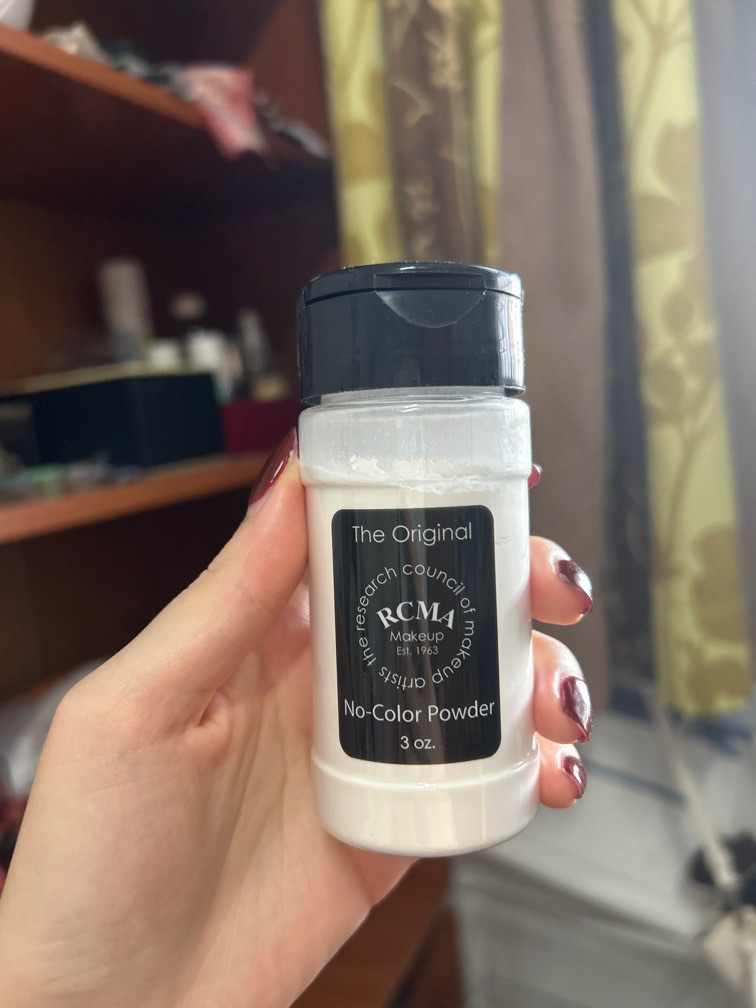 The Original
the research council of makeup artists
RCMA
Makeup
Est. 1963
No-Color Powder
3 oz.